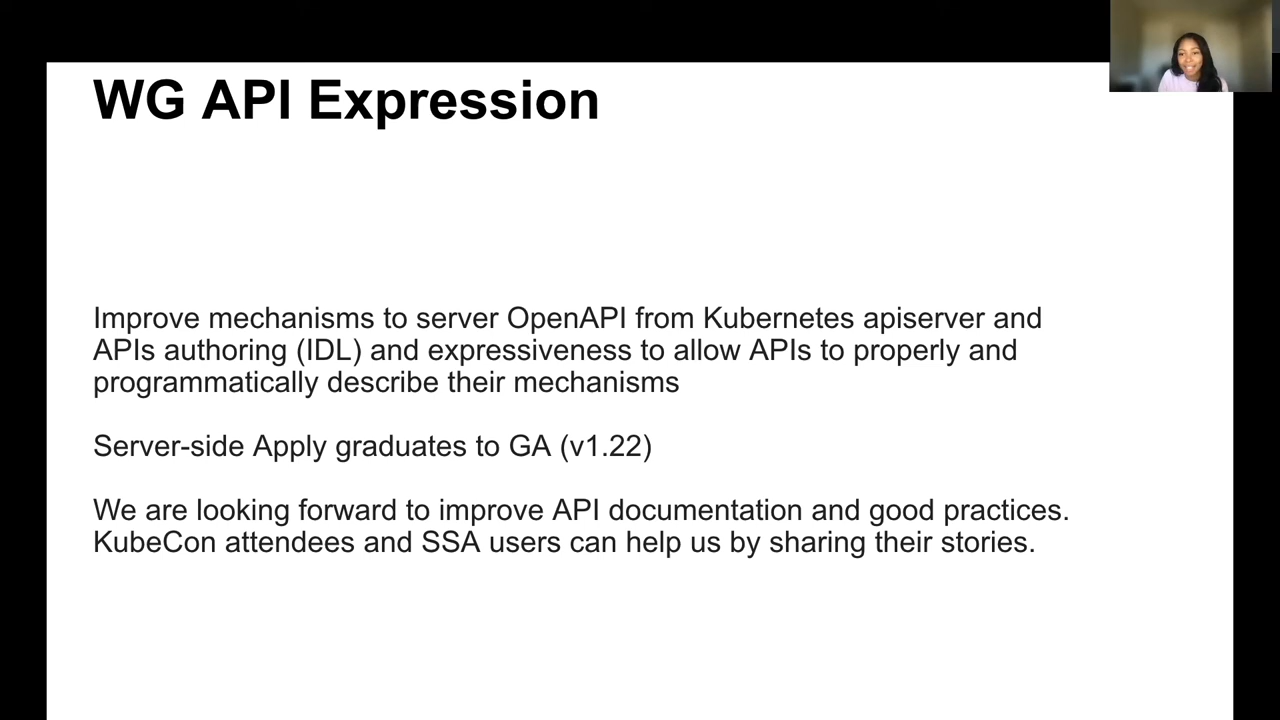 WG API Expression
Improve mechanisms to server OpenAPI from Kubernetes apiserver and
APIs authoring (IDL) and expressiveness to allow APIs to properly and
programmatically describe their mechanisms
Server-side Apply graduates to GA (v1.22)
We are looking forward to improve API documentation and good practices.
KubeCon attendees and SSA users can help us by sharing their stories.